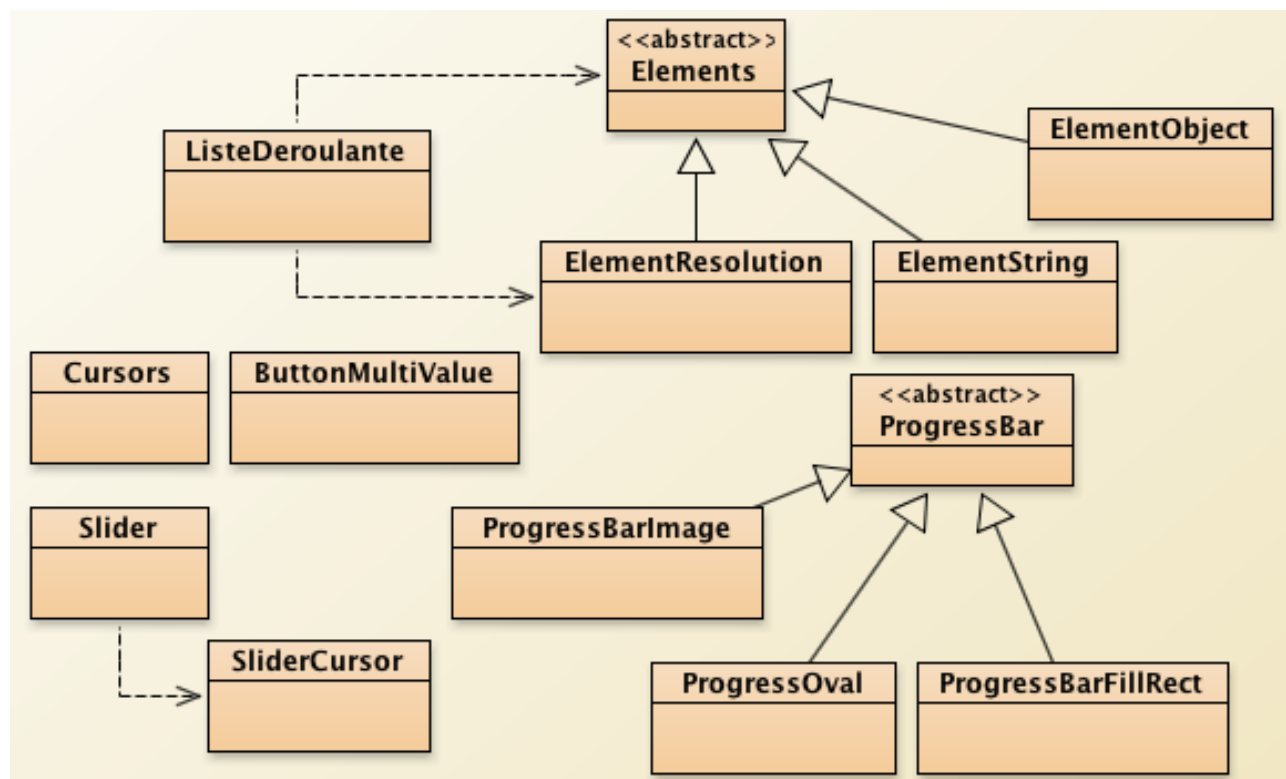 <<abstract>>
Elements
ElementObject
ListeDeroulante
ElementResolution
ElementString
Cursors
ButtonMultiValue
<<abstract>>
ProgressBar
Slider
ProgressBarImage
SliderCursor
ProgressOval
ProgressBarFillRect